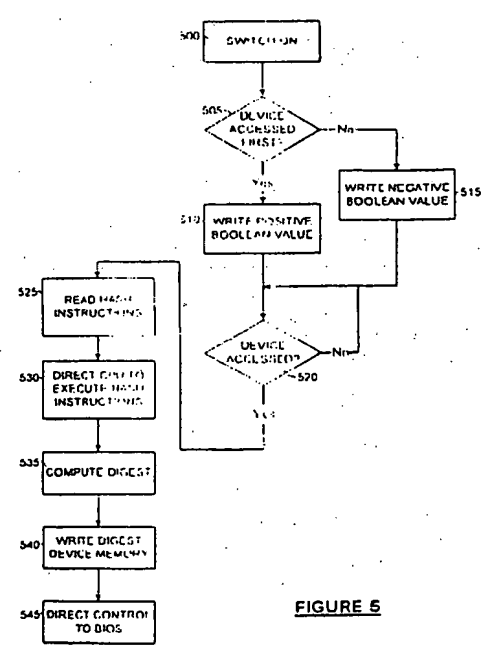 500
SWITCH ON
505
DEVICE
ACCESSED
FIRST?
No
Yes
WRITE NEGATIVE
BOOLEAN VALUE
515
510
WRITE POSITIVE
BOOLEAN VALUE
525
READ HASH
INSTRUCTIONS
DEVICE
ACCESSED?
No
520
Yes
530
DIRECT CPU TO
EXECUTE HASH
INSTRUCTIONS
535
COMPUTE DIGEST
540
WRITE DIGEST
DEVICE MEMORY
545
DIRECT CONTROL
TO BIOS
FIGURE 5